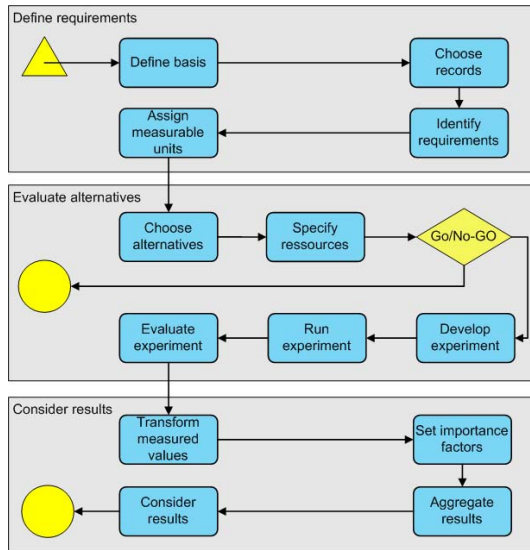 Define requirements
Define basis
Choose
records
Assign
measurable
units
Identify
requirements
Evaluate alternatives
Choose
alternatives
Specify
ressources
Go/No-GO
Evaluate
experiment
Run
experiment
Develop
experiment
Consider results
Transform
measured
values
Set importance
factors
Consider
results
Aggregate
results